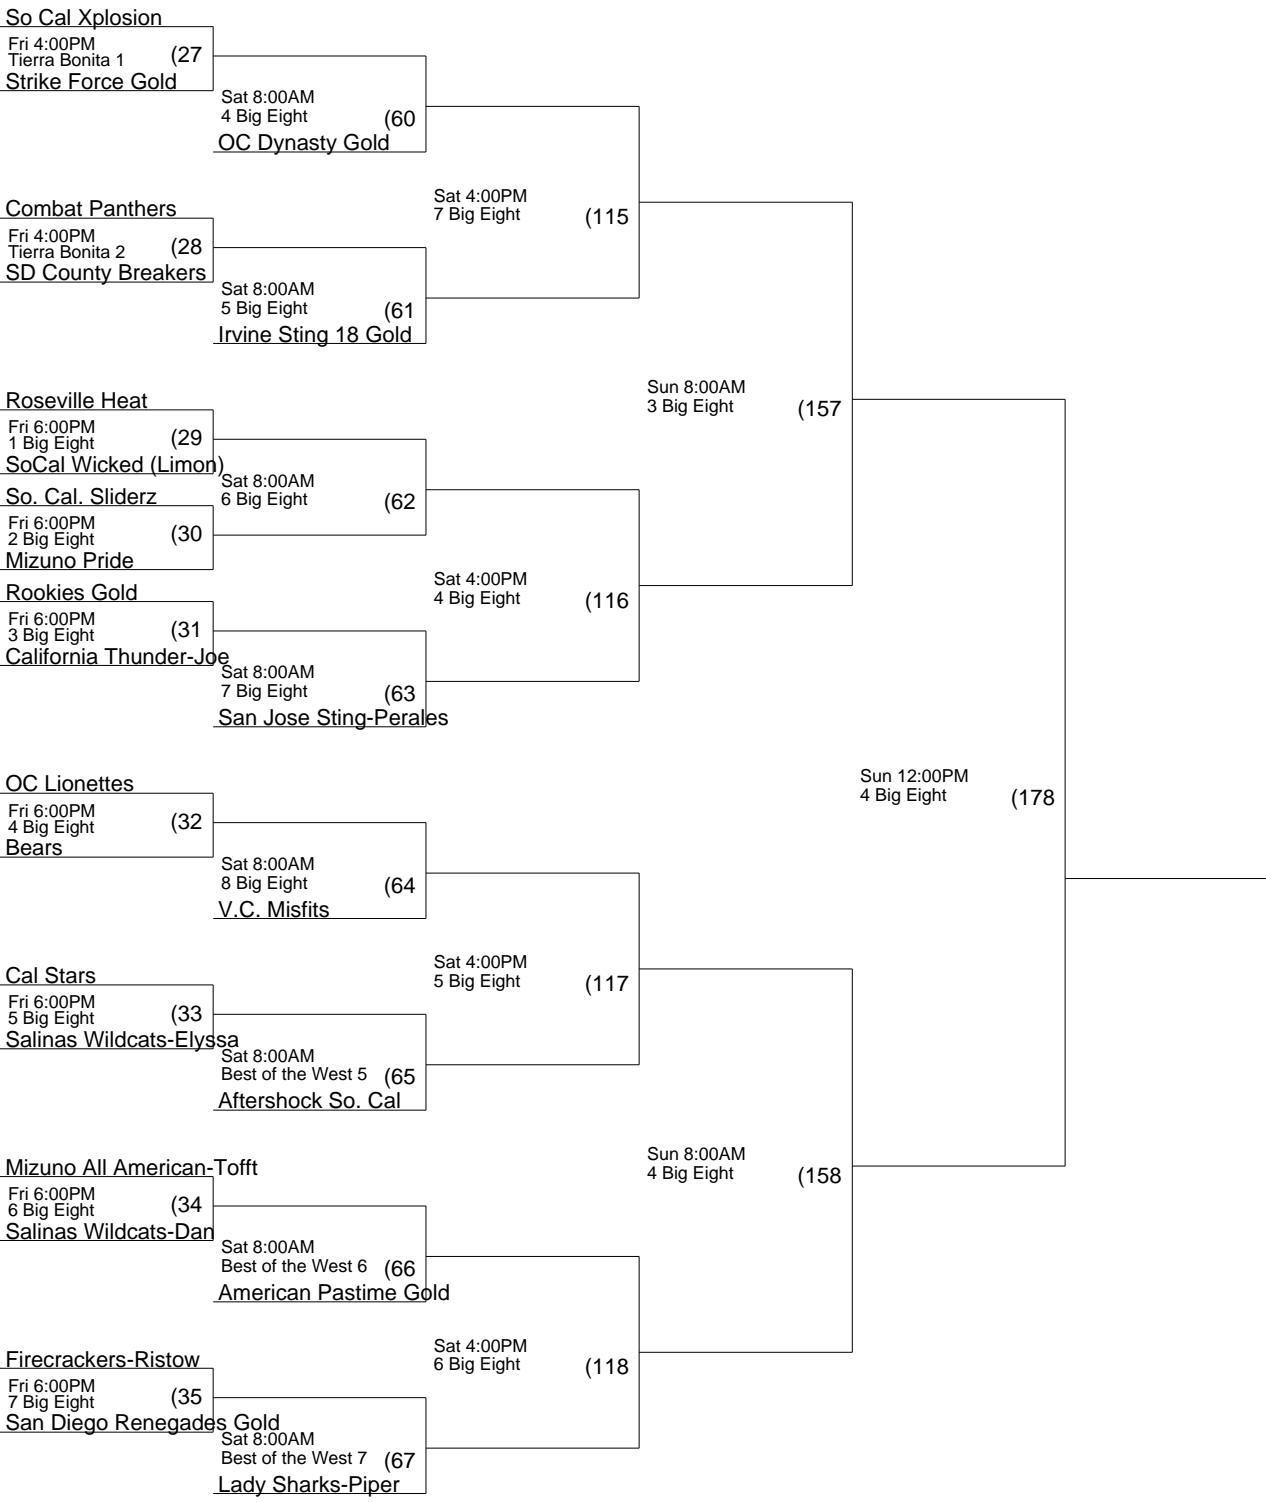 So Cal Xplosion
Fri 4:00PM
Tierra Bonita 1 (27
Strike Force Gold
Sat 8:00AM
4 Big Eight (60
OC Dynasty Gold
Combat Panthers
Fri 4:00PM
Tierra Bonita 2 (28
SD County Breakers
Sat 4:00PM
7 Big Eight (115
Sat 8:00AM
5 Big Eight (61
Irvine Sting 18 Gold
Roseville Heat
Fri 6:00PM
1 Big Eight (29
SoCal Wicked (Limon)
Sun 8:00AM
3 Big Eight (157
So. Cal. Sliderz
Sat 8:00AM
6 Big Eight (62
Fri 6:00PM
2 Big Eight (30
Mizuno Pride
Rookies Gold
Fri 6:00PM
3 Big Eight (31
California Thunder-Joe
Sat 4:00PM
4 Big Eight (116
Sat 8:00AM
7 Big Eight (63
San Jose Sting-Perales
OC Lionettes
Fri 6:00PM
4 Big Eight (32
Bears
Sun 12:00PM
4 Big Eight (178
Sat 8:00AM
8 Big Eight (64
V.C. Misfits
Cal Stars
Fri 6:00PM
5 Big Eight (33
Salinas Wildcats-Elyssa
Sat 4:00PM
5 Big Eight (117
Sat 8:00AM
Best of the West 5 (65
Aftershock So. Cal
Mizuno All American-Tofft
Fri 6:00PM
6 Big Eight (34
Salinas Wildcats-Dan
Sun 8:00AM
4 Big Eight (158
Sat 8:00AM
Best of the West 6 (66
American Pastime Gold
Firecrackers-Ristow
Fri 6:00PM
7 Big Eight (35
San Diego Renegades Gold
Sat 4:00PM
6 Big Eight (118
Sat 8:00AM
Best of the West 7 (67
Lady Sharks-Piper